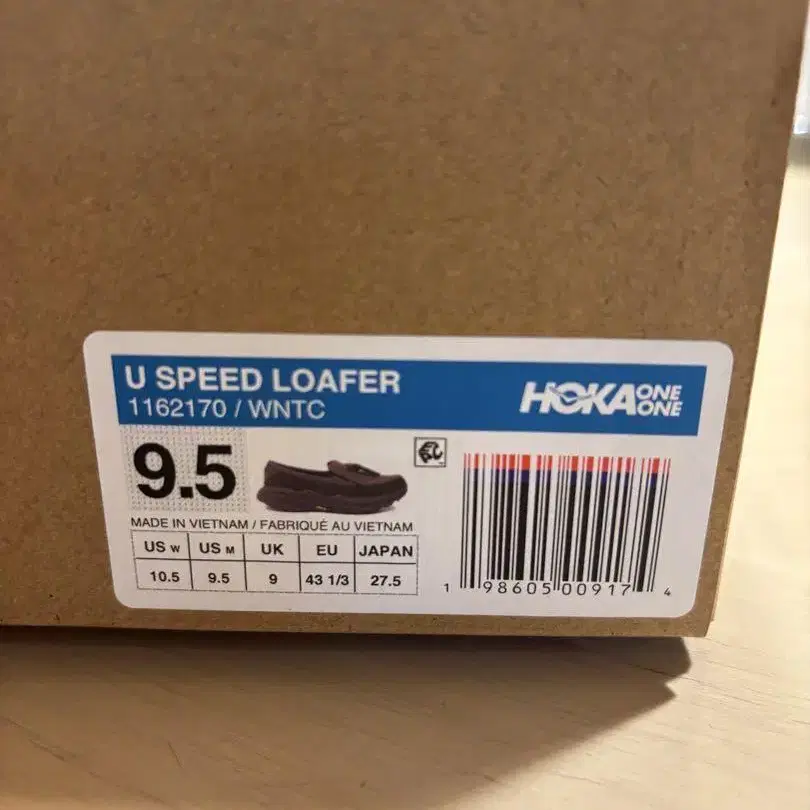 U SPEED LOAFER
1162170 / WNTC
HOKA ONE ONE
9.5
MADE IN VIETNAM / FABRIQUÉ AU VIETNAM
US W US M UK EU JAPAN
10.5 9.5 9 43 1/3 27.5
1 98605 00917 4